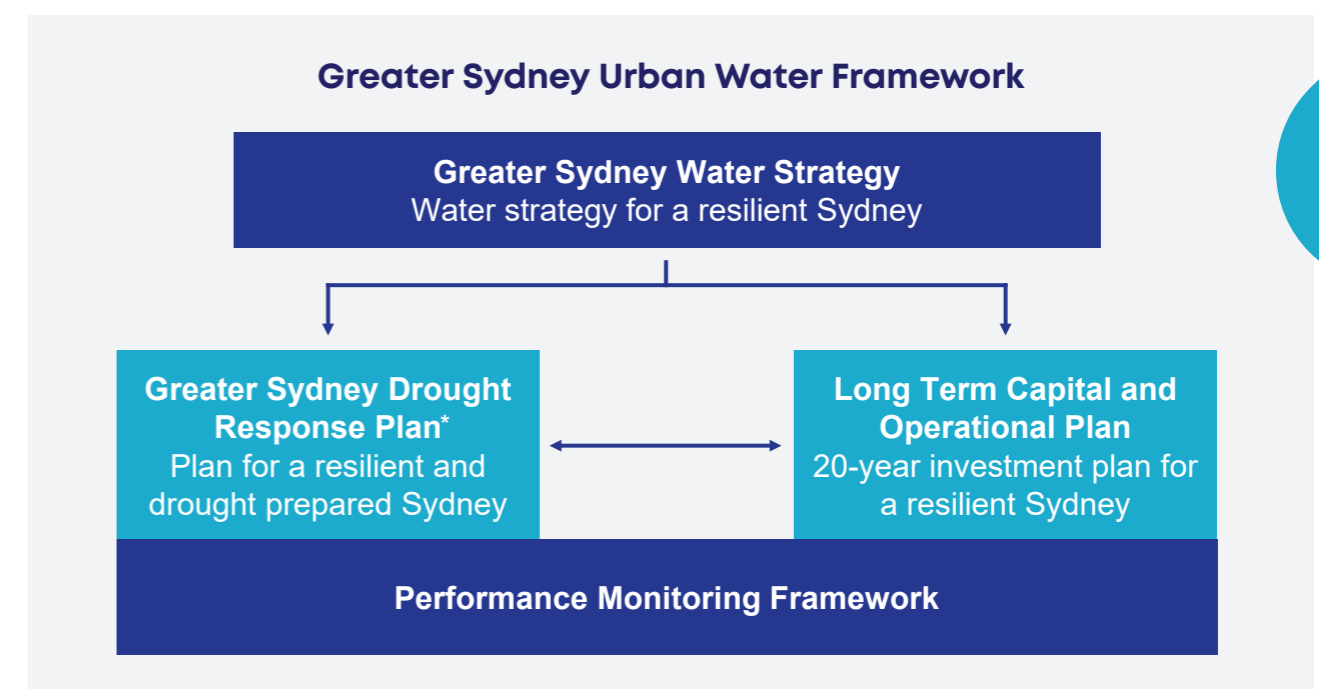 Greater Sydney Urban Water Framework
Greater Sydney Water Strategy
Water strategy for a resilient Sydney
Greater Sydney Drought
Response Plan*
Plan for a resilient and
drought prepared Sydney
Long Term Capital and
Operational Plan
20-year investment plan for
a resilient Sydney
Performance Monitoring Framework